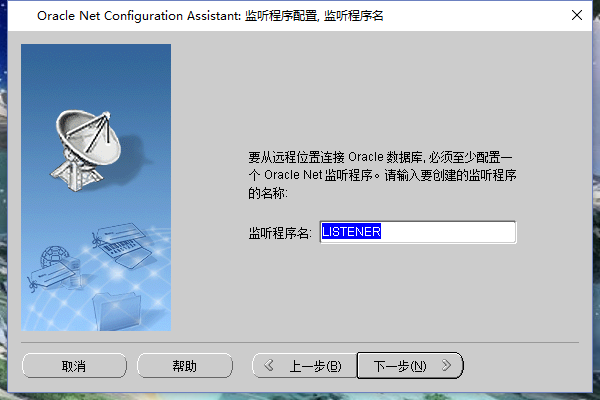 Oracle Net Configuration Assistant: 监听程序配置, 监听程序名
要从远程位置连接 Oracle 数据库, 必须至少配置一
个 Oracle Net 监听程序。请输入要创建的监听程序
的名称:
监听程序名: LISTENER
取消 帮助 上一步(B) 下一步(N)